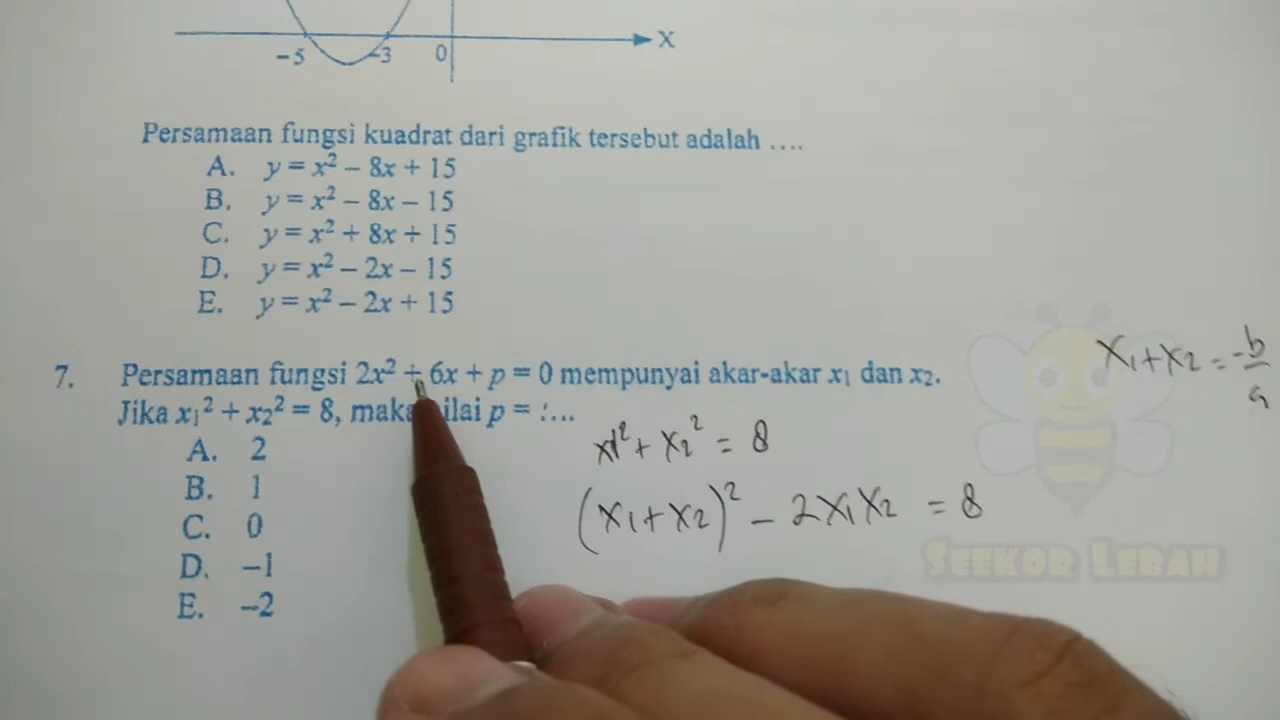 X
-5
-3
0
Persamaan fungsi kuadrat dari grafik tersebut adalah ....
A. y = x² – 8x + 15
B. y = x² – 8x – 15
C. y = x² + 8x + 15
D. y = x² – 2x – 15
E. y = x² – 2x + 15
7. Persamaan fungsi 2x² + 6x + p = 0 mempunyai akar-akar x₁ dan x₂.
Jika x₁² + x₂² = 8, maka nilai p = ....
A. 2
B. 1
C. 0
D. –1
E. –2
x₁² + x₂² = 8
(x₁+x₂)² – 2x₁x₂ = 8
x₁+x₂ = -b/a
SEEKOR LEBAH